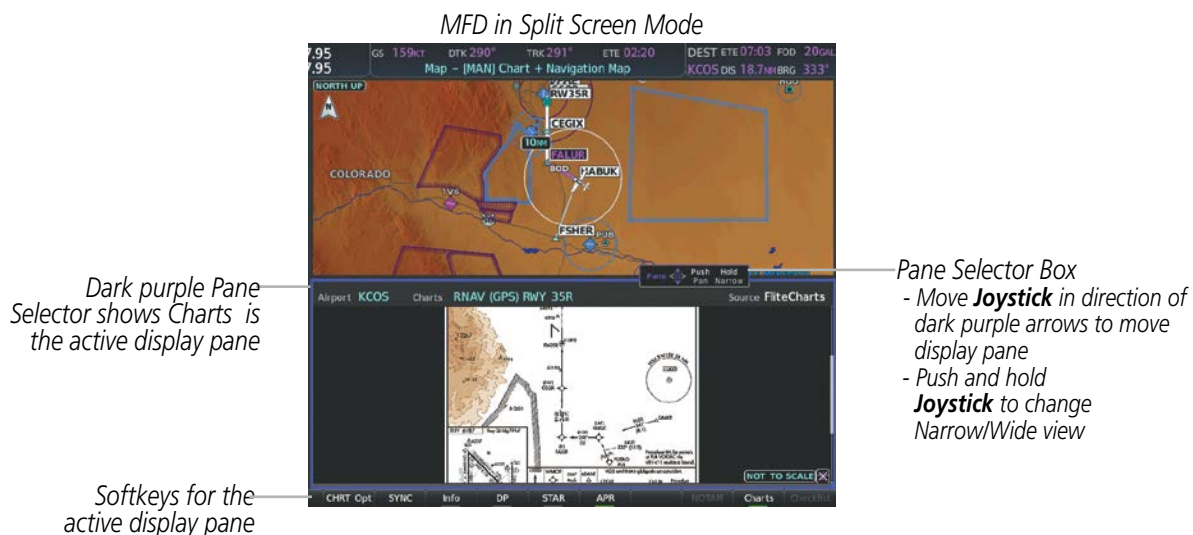 MFD in Split Screen Mode
7.95 GS 159KT DTK 290° TRK 291° ETE 02:20 DEST ETE 07:03 FOD 20GAL
7.95 Map – [MAN] Chart + Navigation Map KCOS DIS 18.7NM BRG 333°
NORTH UP
N
RW35R
CEGIX
10NM
FALUR
BOD
HABUK
COLORADO
1V6
FSHER
PUB
Pane Push Hold
Pan Narrow
Dark purple Pane
Selector shows Charts is
the active display pane
Pane Selector Box
- Move Joystick in direction of
dark purple arrows to move
display pane
- Push and hold
Joystick to change
Narrow/Wide view
Airport KCOS Charts RNAV (GPS) RWY 35R Source FliteCharts
NOT TO SCALE
Softkeys for the
active display pane
CHRT Opt SYNC Info DP STAR APR NOTAM Charts Checklist